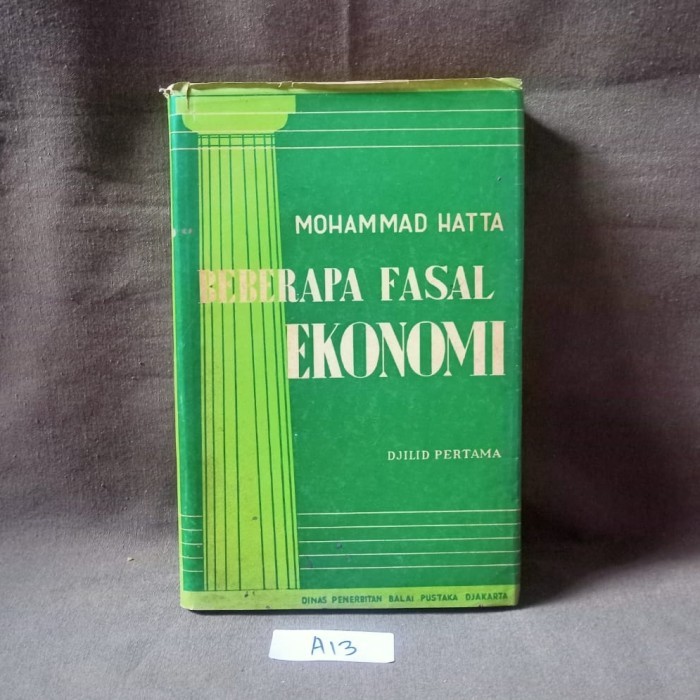 MOHAMMAD HATTA
BEBERAPA FASAL
EKONOMI
DJILID PERTAMA
DINAS PENERBITAN BALAI PUSTAKA DJAKARTA
A13